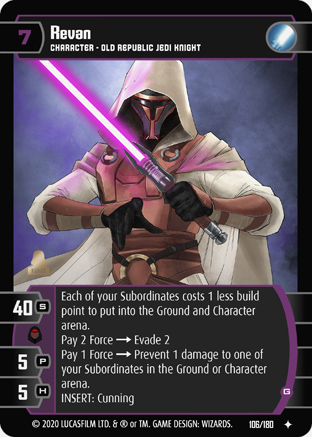 7
Revan
CHARACTER - OLD REPUBLIC JEDI KNIGHT
40 S
5 P
5 H
Each of your Subordinates costs 1 less build
point to put into the Ground and Character
arena.
Pay 2 Force → Evade 2
Pay 1 Force → Prevent 1 damage to one of
your Subordinates in the Ground or Character
arena.
INSERT: Cunning
G
© 2020 LUCASFILM LTD. & ® or TM. GAME DESIGN: WIZARDS.
106/180